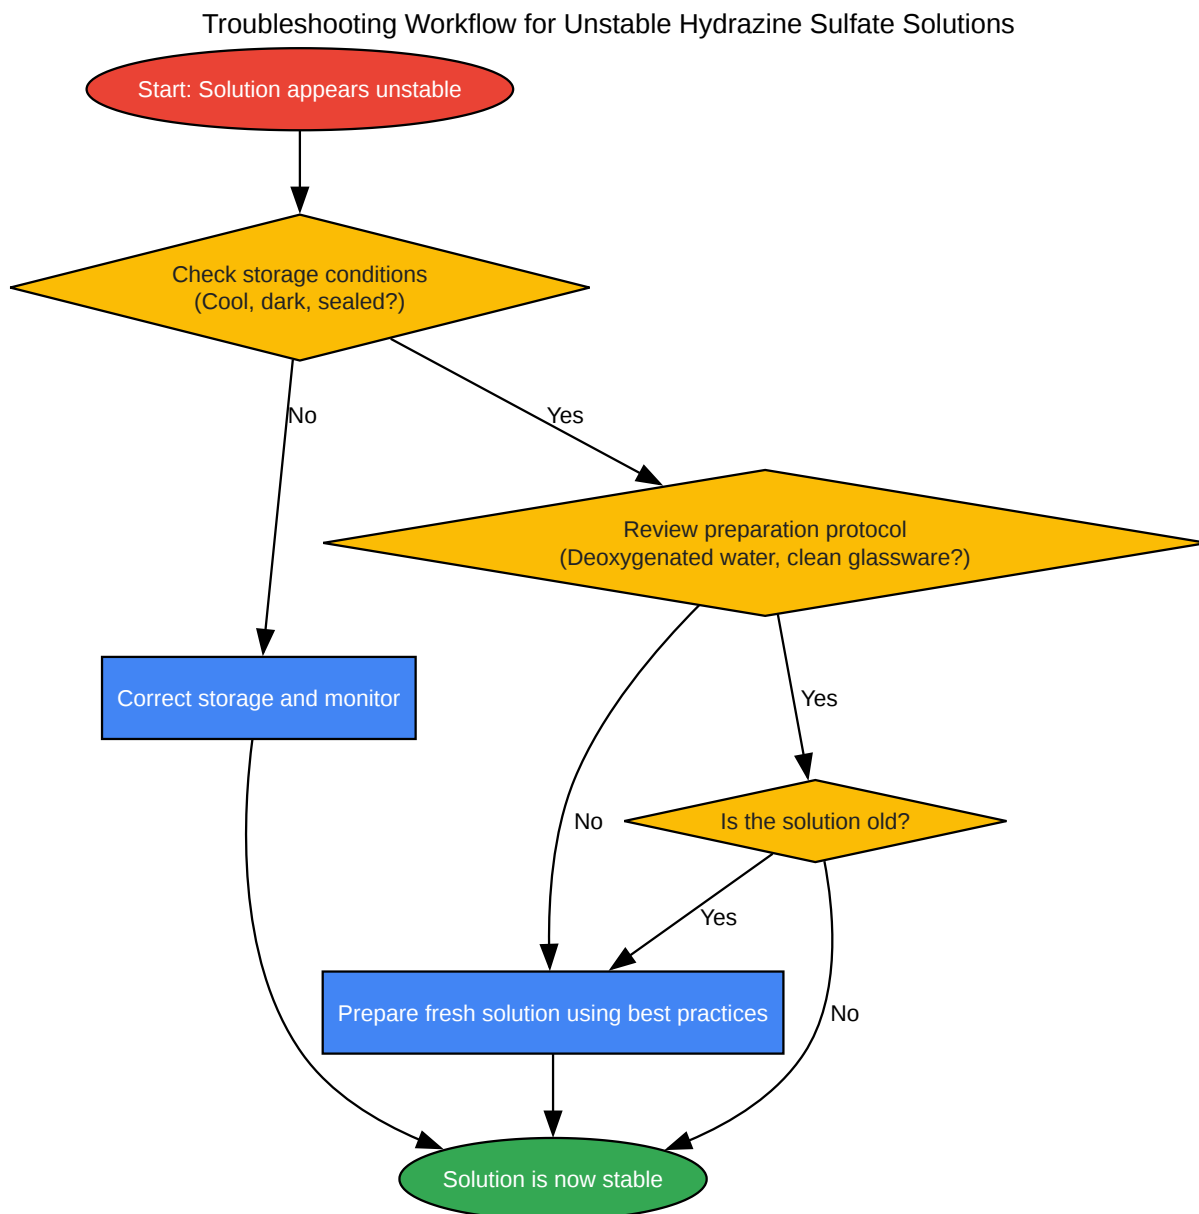 Troubleshooting Workflow for Unstable Hydrazine Sulfate Solutions
Start: Solution appears unstable
Check storage conditions
(Cool, dark, sealed?)
No
Yes
Review preparation protocol
(Deoxygenated water, clean glassware?)
Correct storage and monitor
Yes
No
Is the solution old?
Yes
Prepare fresh solution using best practices
No
Solution is now stable